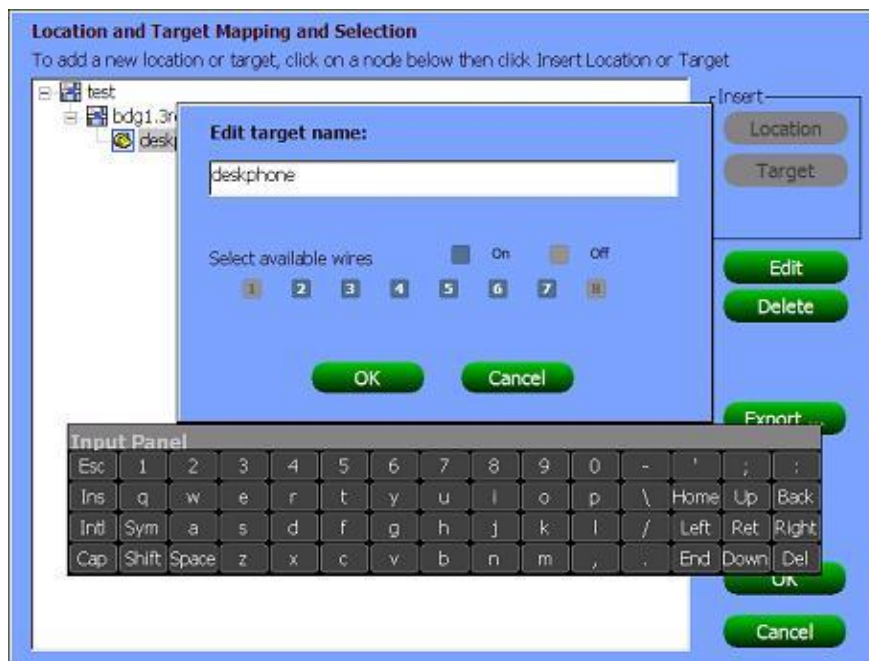 Location and Target Mapping and Selection
To add a new location or target, click on a node below then click Insert Location or Target
test
Insert
bdg1.3r
Edit target name:
Location
desk
deskphone
Target
Select available wires On Off
1 2 3 4 5 6 7 8
Edit
Delete
OK Cancel
Export ...
Input Panel
Esc 1 2 3 4 5 6 7 8 9 0 - ' ; :
Ins q w e r t y u i o p \ Home Up Back
Intl Sym a s d f g h j k l / Left Ret Right
Cap Shift Space z x c v b n m , . End Down Del
OK
Cancel